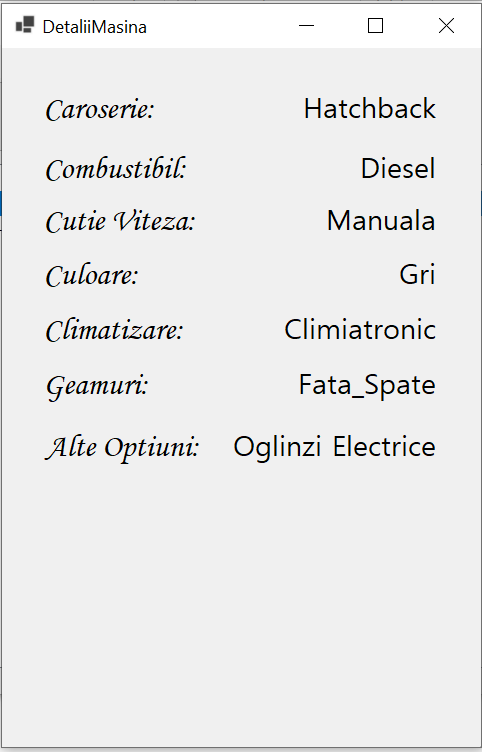 DetaliiMasina
Caroserie: Hatchback
Combustibil: Diesel
Cutie Viteza: Manuala
Culoare: Gri
Climatizare: Climiatronic
Geamuri: Fata_Spate
Alte Optiuni: Oglinzi Electrice